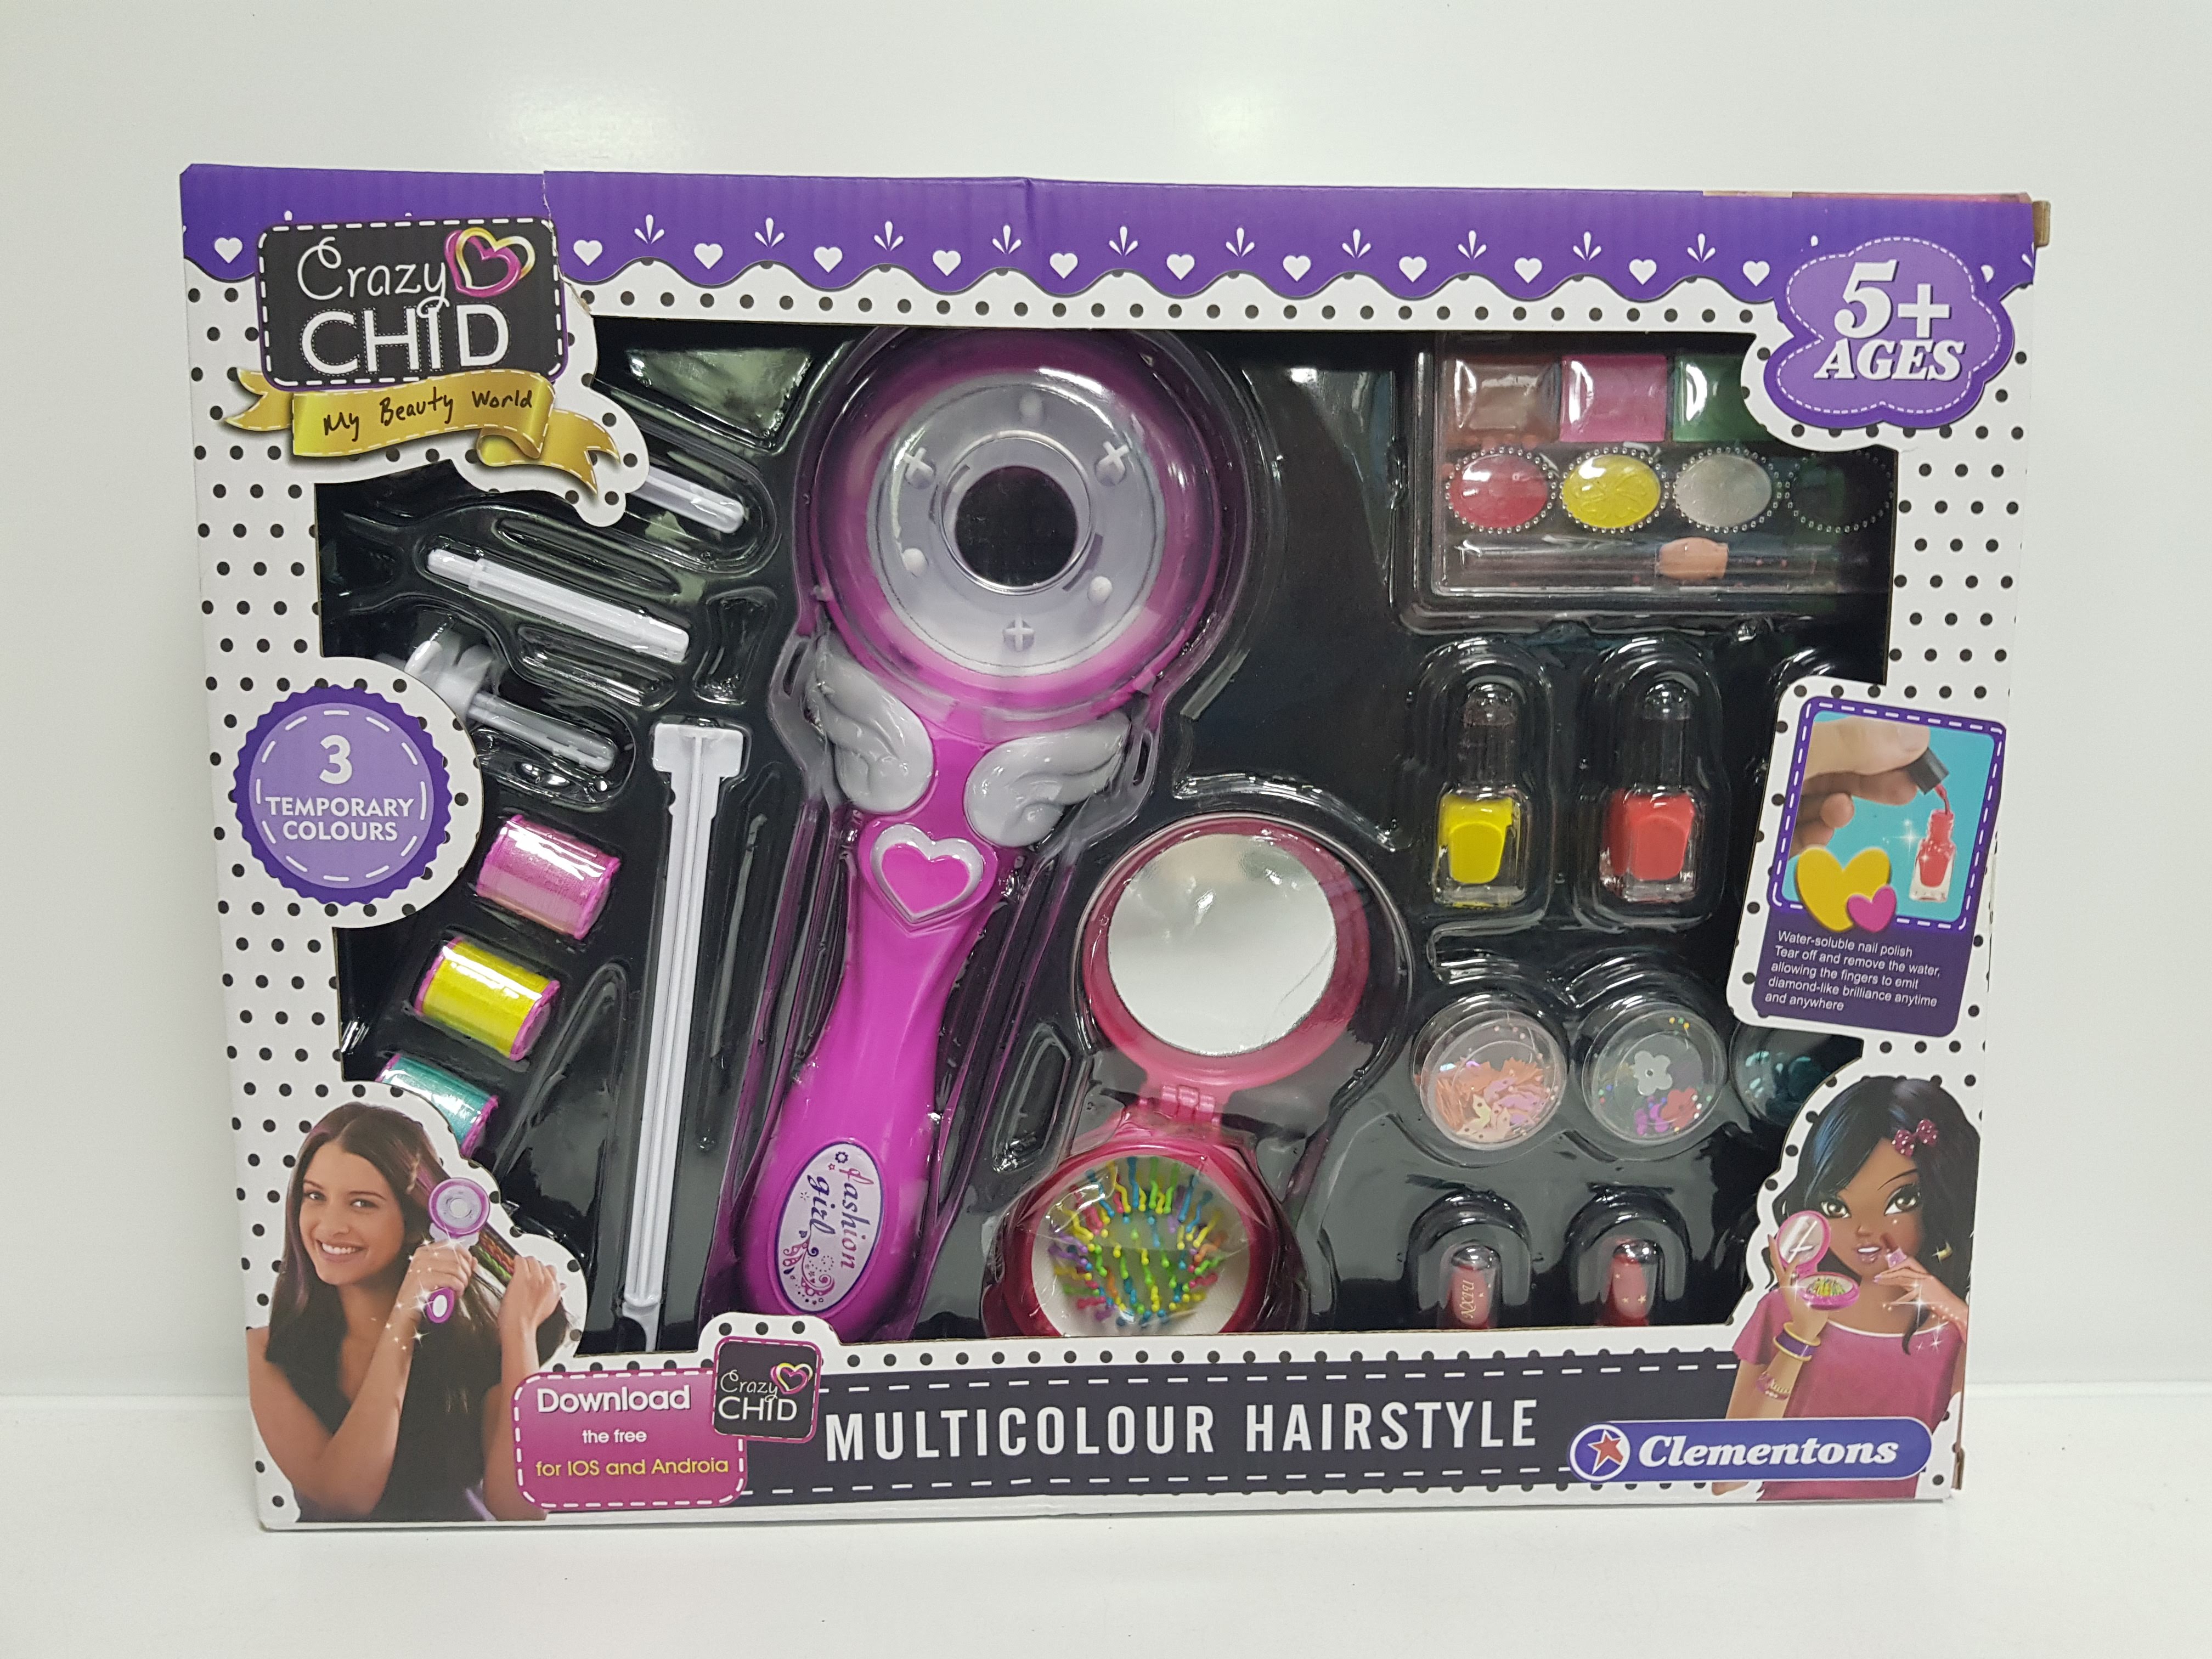 Crazy
CHID
My Beauty World
5+
AGES
3
TEMPORARY
COLOURS
Water-soluble nail polish
Tear off and remove the water,
allowing the fingers to emit
diamond-like brilliance anytime
and anywhere
fashion
girl
Download
the free
for IOS and Androia
Crazy
CHID
MULTICOLOUR HAIRSTYLE
Clementons